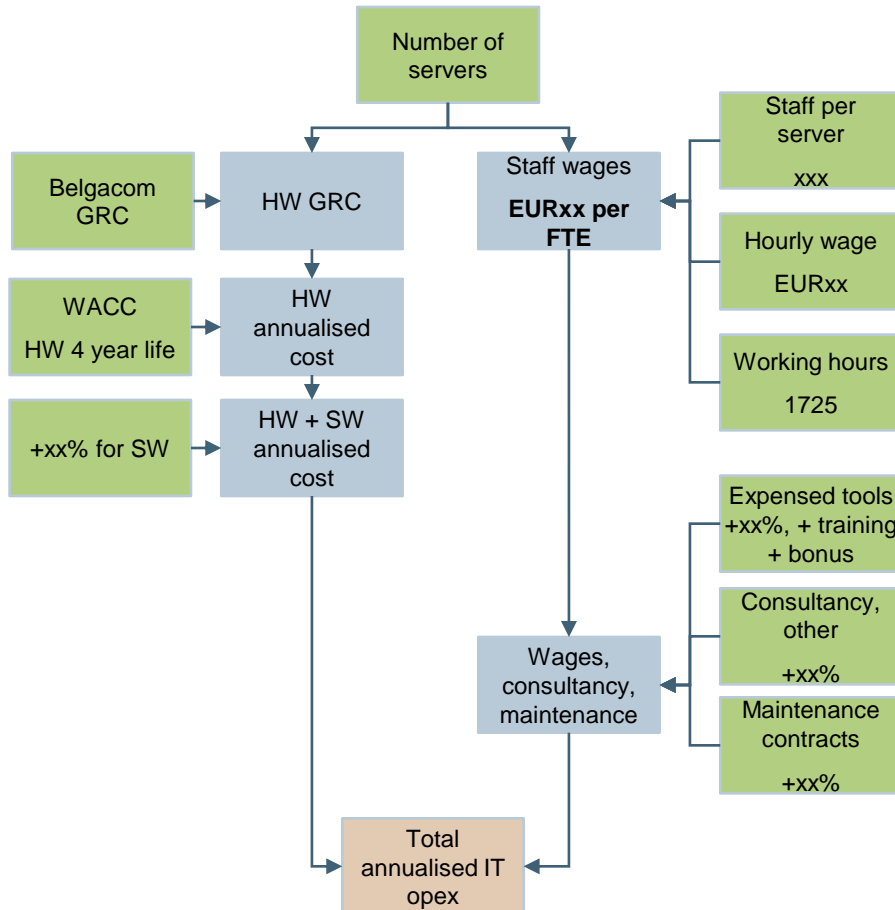 Number of
servers
Belgacom
GRC
HW GRC
Staff wages
EURxx per
FTE
Staff per
server
xxx
Hourly wage
EURxx
WACC
HW 4 year life
HW
annualised
cost
Working hours
1725
+xx% for SW
HW + SW
annualised
cost
Expensed tools
+xx%, + training
+ bonus
Consultancy,
other
+xx%
Wages,
consultancy,
maintenance
Maintenance
contracts
+xx%
Total
annualised IT
opex